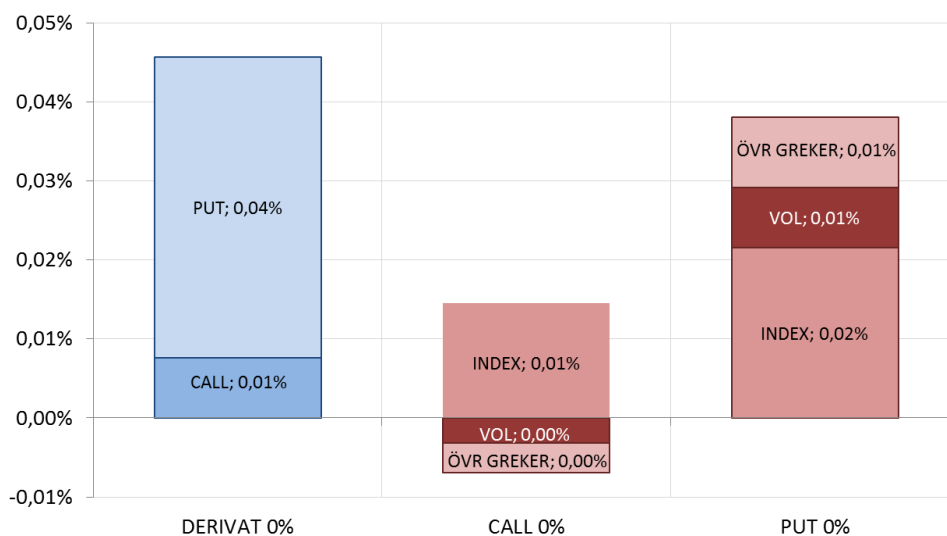 0,05%
0,04%
0,03%
0,02%
0,01%
0,00%
-0,01%
PUT; 0,04%
CALL; 0,01%
INDEX; 0,01%
VOL; 0,00%
ÖVR GREKER; 0,00%
ÖVR GREKER; 0,01%
VOL; 0,01%
INDEX; 0,02%
DERIVAT 0%
CALL 0%
PUT 0%